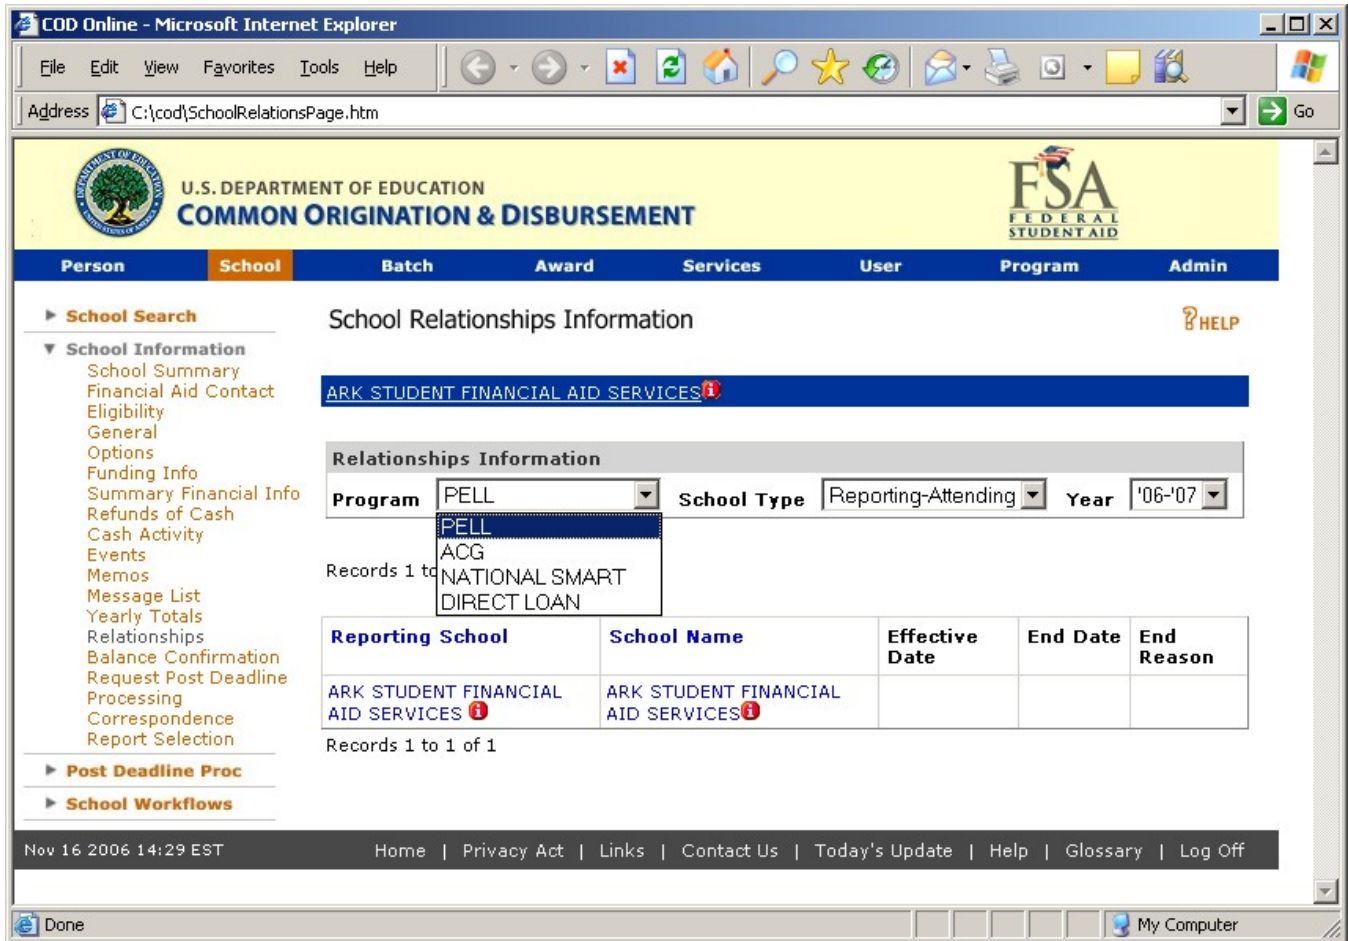 COD Online - Microsoft Internet Explorer
File Edit View Favorites Tools Help
Address C:\cod\SchoolRelationsPage.htm Go
U.S. DEPARTMENT OF EDUCATION
COMMON ORIGINATION & DISBURSEMENT
FSA
FEDERAL
STUDENT AID
Person School Batch Award Services User Program Admin
School Search
School Information
School Summary
Financial Aid Contact
Eligibility
General
Options
Funding Info
Summary Financial Info
Refunds of Cash
Cash Activity
Events
Memos
Message List
Yearly Totals
Relationships
Balance Confirmation
Request Post Deadline
Processing
Correspondence
Report Selection
Post Deadline Proc
School Workflows
School Relationships Information
HELP
ARK STUDENT FINANCIAL AID SERVICES
Relationships Information
Program PELL School Type Reporting-Attending Year '06-'07
PELL
ACG
NATIONAL SMART
DIRECT LOAN
Records 1 to
Reporting School School Name Effective Date End Date End Reason
ARK STUDENT FINANCIAL AID SERVICES ARK STUDENT FINANCIAL AID SERVICES
Records 1 to 1 of 1
Nov 16 2006 14:29 EST Home | Privacy Act | Links | Contact Us | Today's Update | Help | Glossary | Log Off
Done My Computer